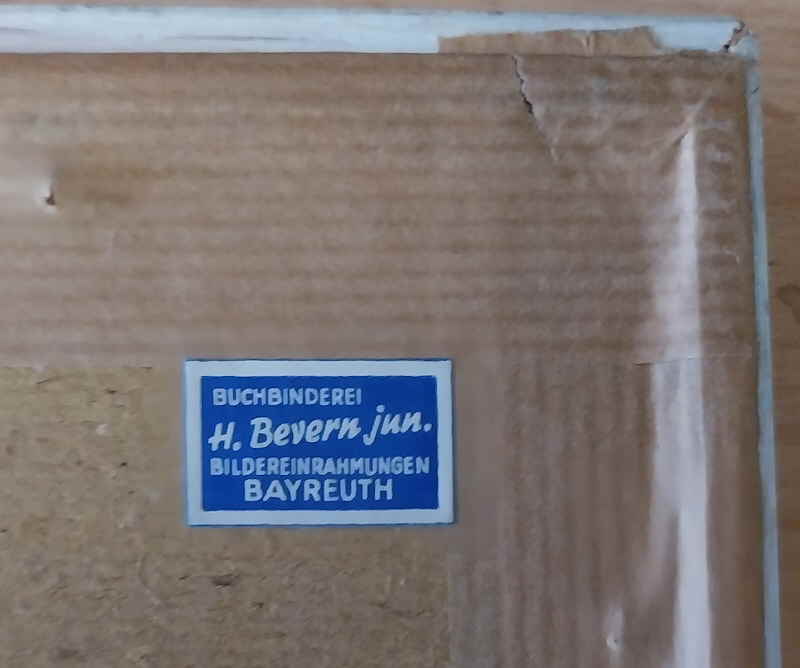 BUCHBINDEREI
H. Bevern jun.
BILDEREINRAHMUNGEN
BAYREUTH